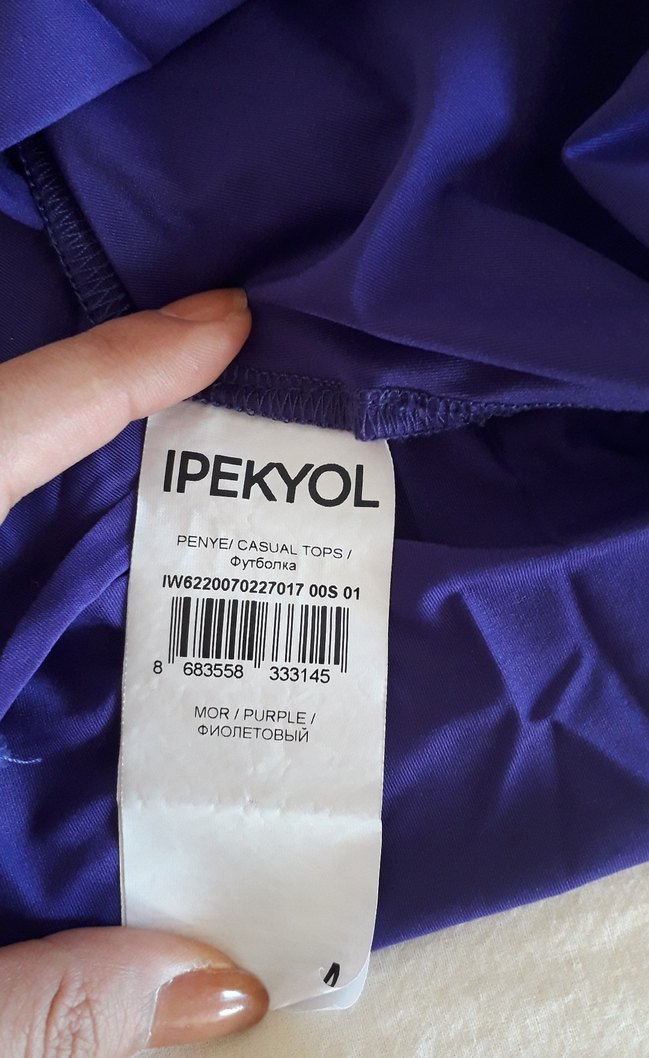 IPEKYOL
PENYE/ CASUAL TOPS /
Футболка
IW6220070227017 00S 01
8 683558 333145
MOR / PURPLE /
ФИОЛЕТОВЫЙ